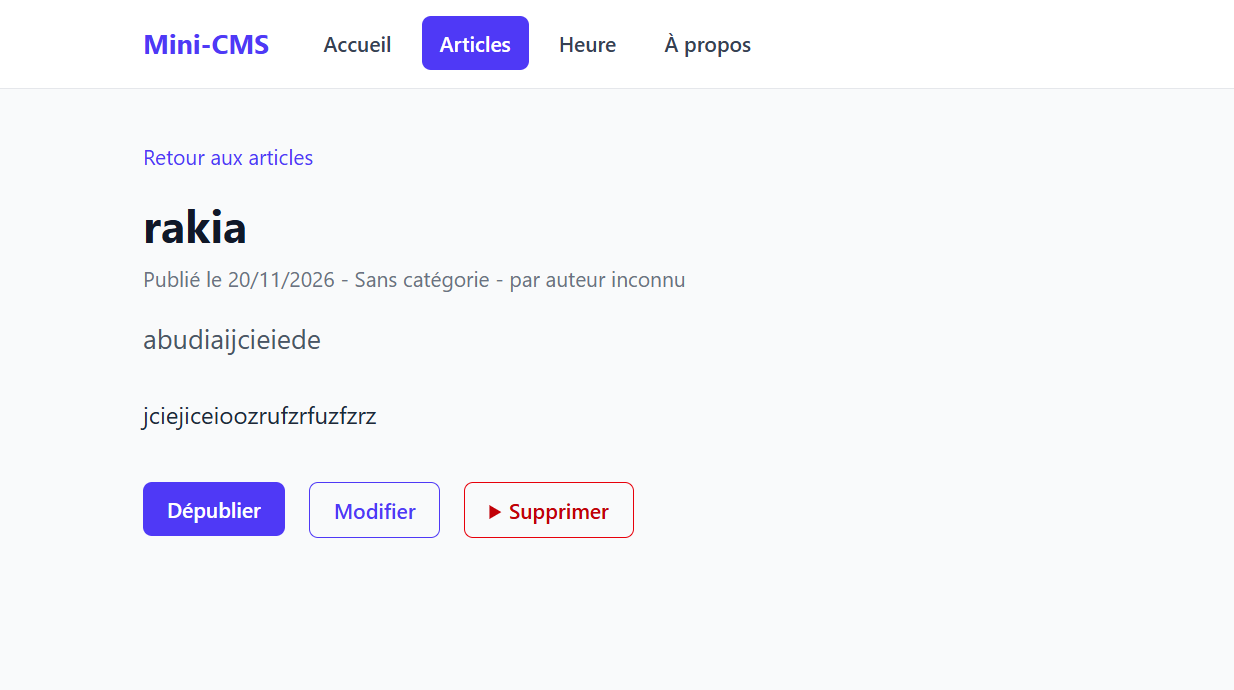 Mini-CMS Accueil Articles Heure À propos
Retour aux articles
rakia
Publié le 20/11/2026 - Sans catégorie - par auteur inconnu
abudiaijcieiede
jciejiceioozrufzrfuzfzrz
Dépublier Modifier Supprimer